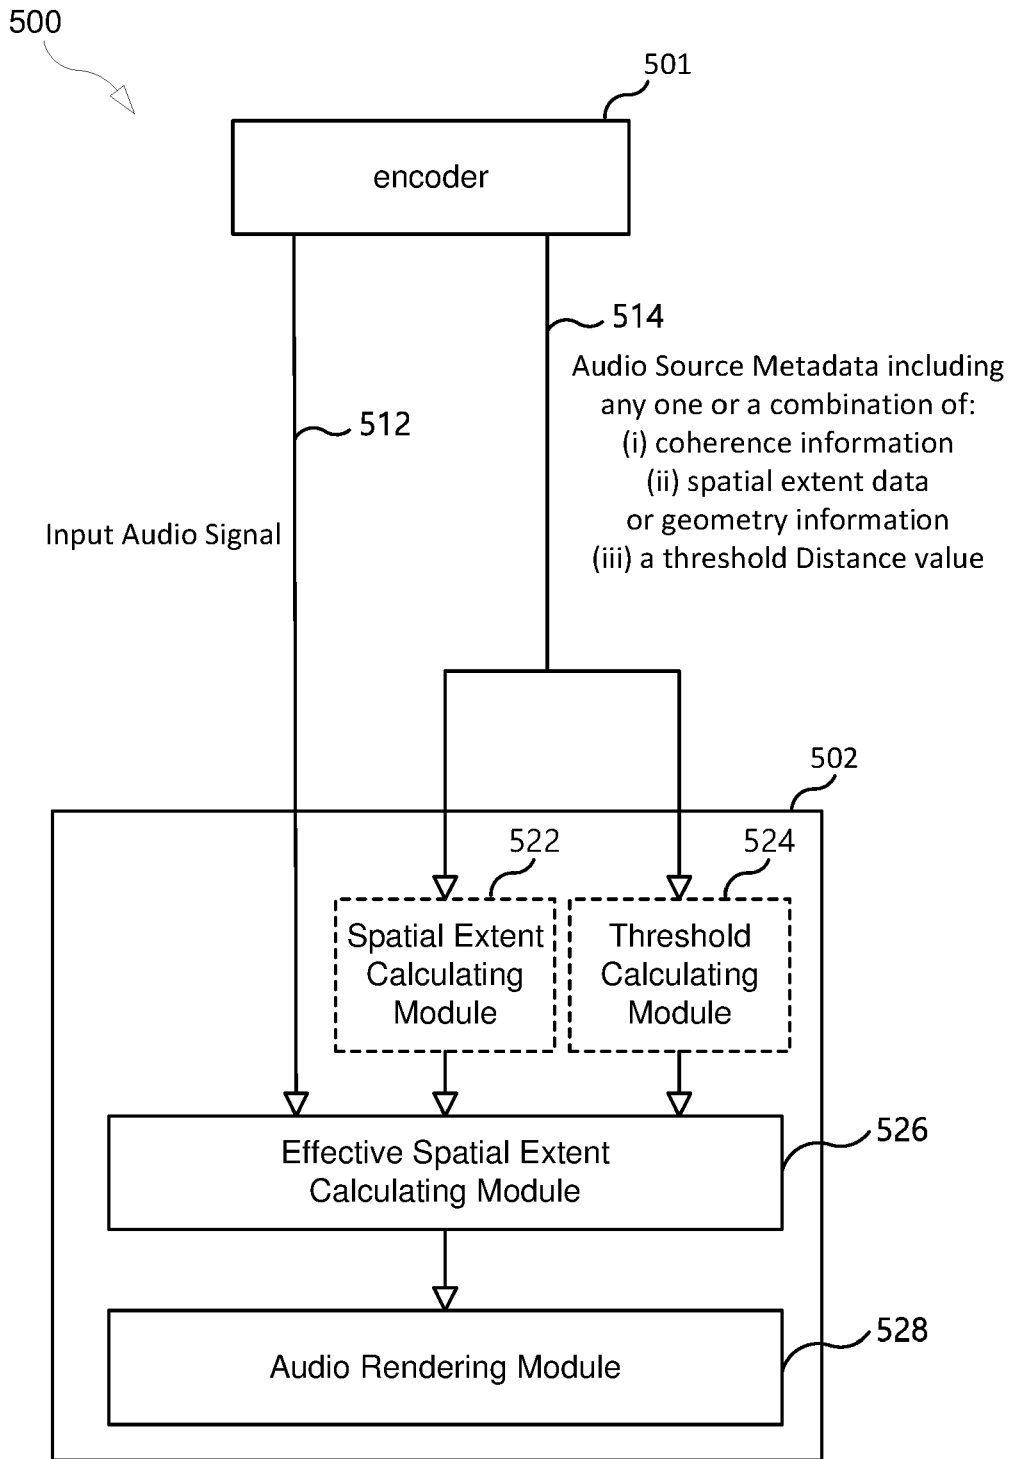 500
501
encoder
514
Audio Source Metadata including
any one or a combination of:
(i) coherence information
(ii) spatial extent data
or geometry information
(iii) a threshold Distance value
512
Input Audio Signal
502
522
524
Spatial Extent
Calculating
Module
Threshold
Calculating
Module
Effective Spatial Extent
Calculating Module
526
Audio Rendering Module
528